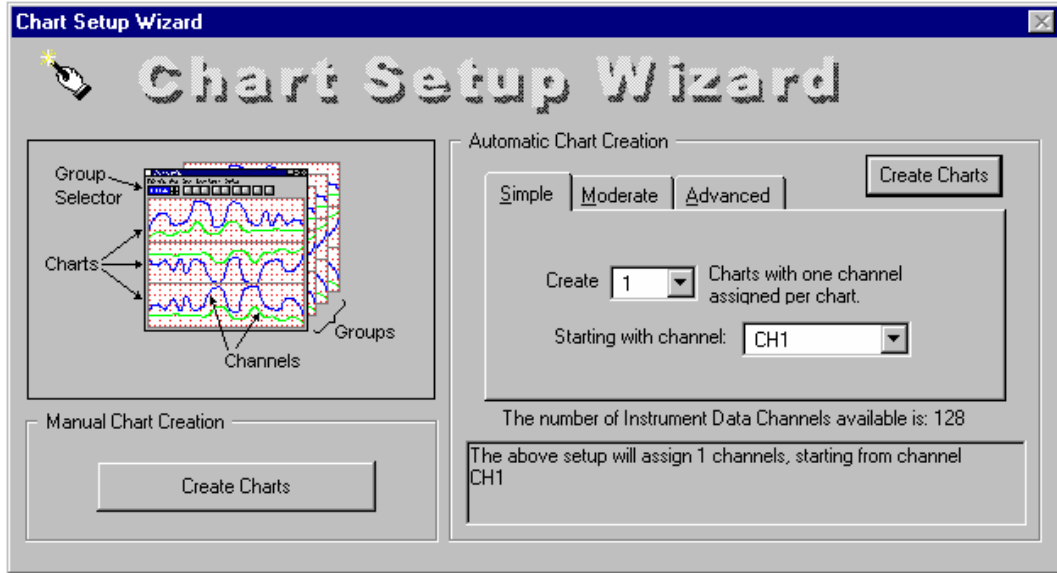 Chart Setup Wizard
Chart Setup Wizard
Group
Selector
Charts
Channels
Groups
Manual Chart Creation
Create Charts
Automatic Chart Creation
Create Charts
Simple
Moderate
Advanced
Create 1 Charts with one channel
assigned per chart.
Starting with channel: CH1
The number of Instrument Data Channels available is: 128
The above setup will assign 1 channels, starting from channel
CH1